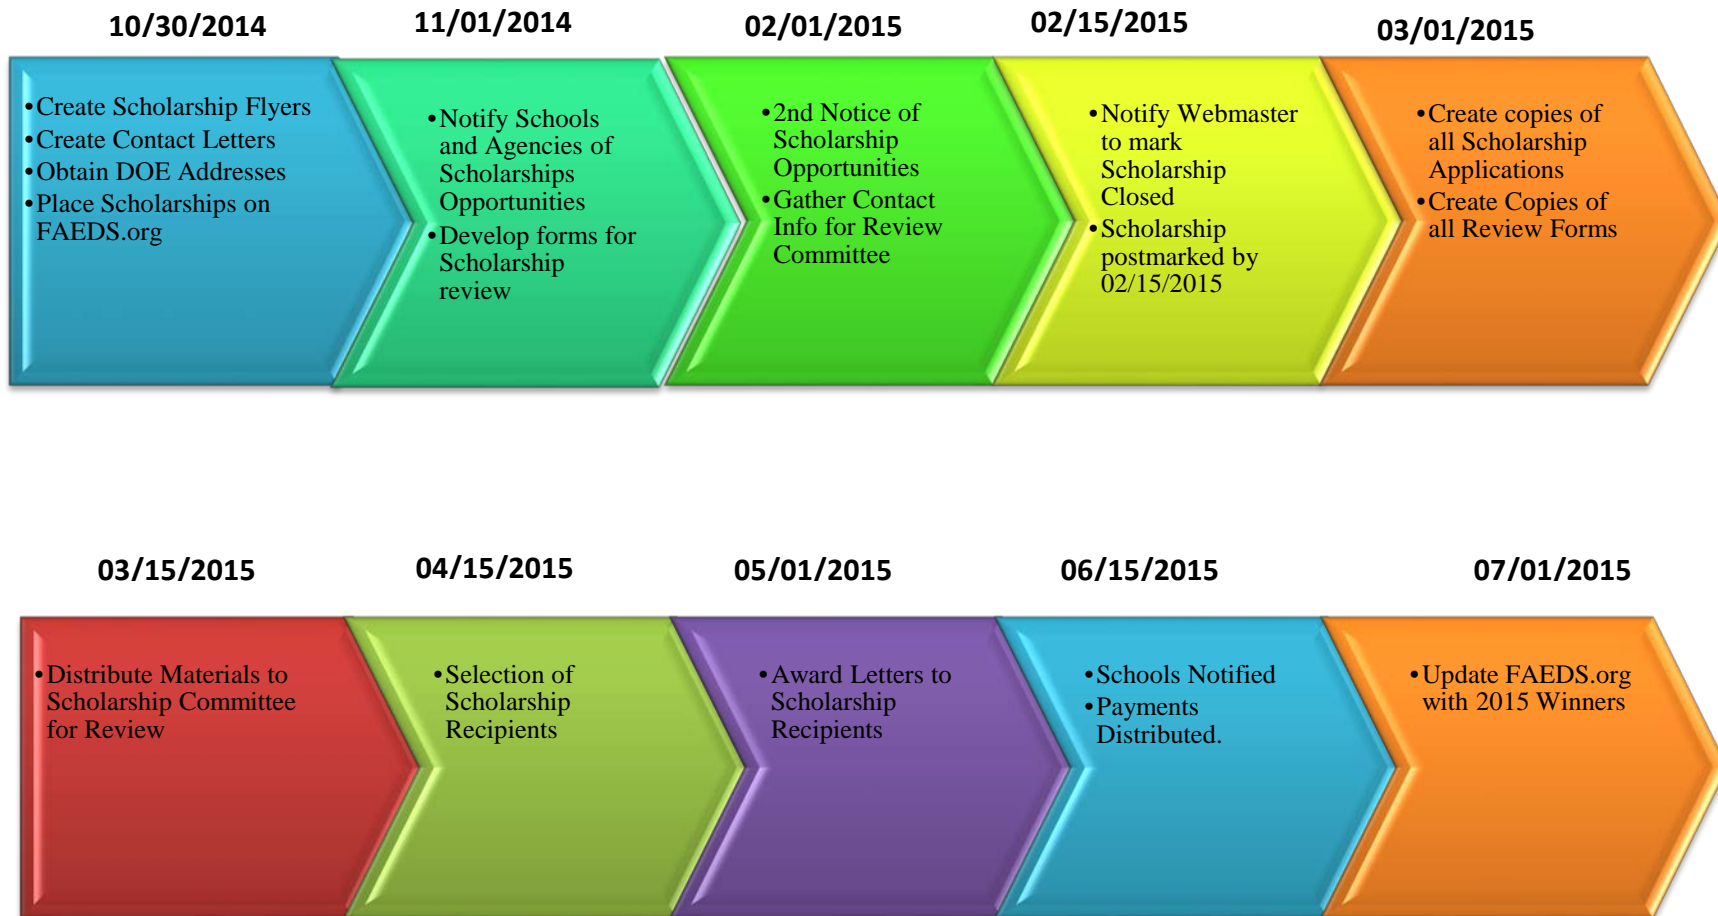 10/30/2014
• Create Scholarship Flyers
• Create Contact Letters
• Obtain DOE Addresses
• Place Scholarships on
FAEDS.org
11/01/2014
• Notify Schools
and Agencies of
Scholarships
Opportunities
• Develop forms for
Scholarship
review
02/01/2015
• 2nd Notice of
Scholarship
Opportunities
• Gather Contact
Info for Review
Committee
02/15/2015
• Notify Webmaster
to mark
Scholarship
Closed
• Scholarship
postmarked by
02/15/2015
03/01/2015
• Create copies of
all Scholarship
Applications
• Create Copies of
all Review Forms
03/15/2015
• Distribute Materials to
Scholarship Committee
for Review
04/15/2015
• Selection of
Scholarship
Recipients
05/01/2015
• Award Letters to
Scholarship
Recipients
06/15/2015
• Schools Notified
• Payments
Distributed.
07/01/2015
• Update FAEDS.org
with 2015 Winners